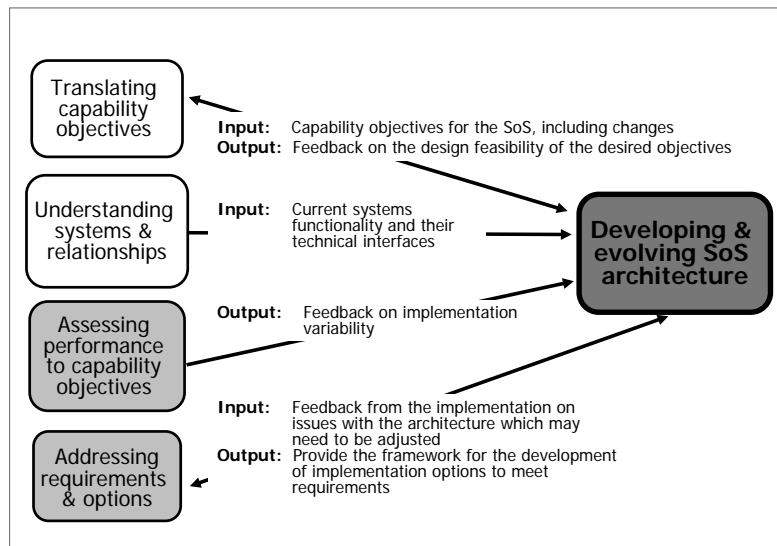 Translating
capability
objectives
Input: Capability objectives for the SoS, including changes
Output: Feedback on the design feasibility of the desired objectives
Understanding
systems &
relationships
Input: Current systems
functionality and their
technical interfaces
Developing &
evolving SoS
architecture
Assessing
performance
to capability
objectives
Output: Feedback on implementation
variability
Addressing
requirements
& options
Input: Feedback from the implementation on
issues with the architecture which may
need to be adjusted
Output: Provide the framework for the development
of implementation options to meet
requirements